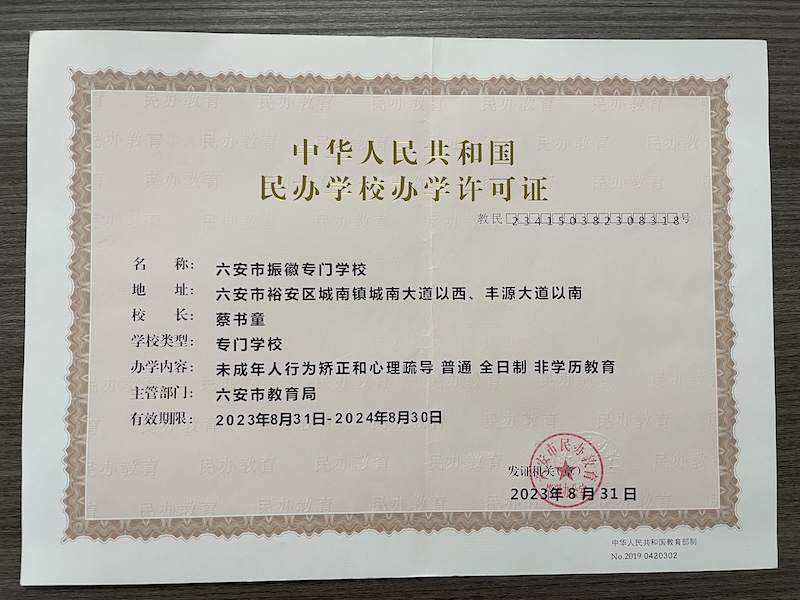 中华人民共和国
民办学校办学许可证
教民234150382308318号
名 称: 六安市振徽专门学校
地 址: 六安市裕安区城南镇城南大道以西、丰源大道以南
校 长: 蔡书童
学校类型: 专门学校
办学内容: 未成年人行为矫正和心理疏导 普通 全日制 非学历教育
主管部门: 六安市教育局
有效期限: 2023年8月31日-2024年8月30日
发证机关(章)
六安市民办教育
2023年8月31日
中华人民共和国教育部制
No.2019 0420302